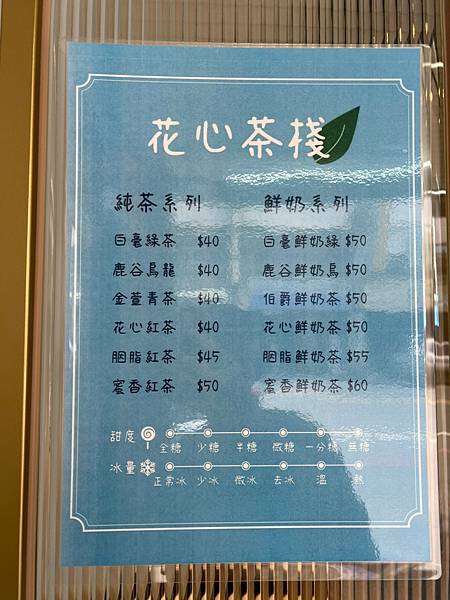 花心茶棧
純茶系列 鮮奶系列
白毫綠茶 $40 白毫鮮奶綠 $50
鹿谷烏龍 $40 鹿谷鮮奶烏 $50
金萱青茶 $40 伯爵鮮奶茶 $50
花心紅茶 $40 花心鮮奶茶 $50
胭脂紅茶 $45 胭脂鮮奶茶 $55
蜜香紅茶 $50 蜜香鮮奶茶 $60
甜度
全糖 少糖 半糖 微糖 一分糖 無糖
冰量
正常冰 少冰 微冰 去冰 溫 熱